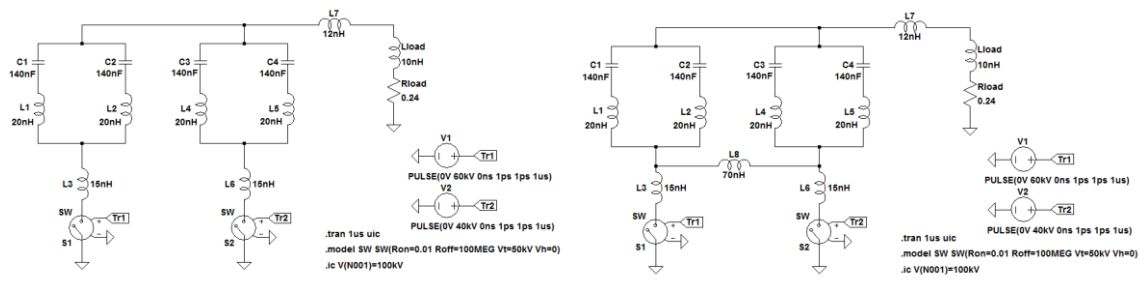 L7
12nH
C1
140nF
C2
140nF
C3
140nF
C4
140nF
Lload
10nH
Rload
0.24
L1
20nH
L2
20nH
L4
20nH
L5
20nH
V1
Tr1
PULSE(0V 60kV 0ns 1ps 1ps 1us)
V2
Tr2
PULSE(0V 40kV 0ns 1ps 1ps 1us)
L3
15nH
L6
15nH
SW
Tr1
S1
SW
Tr2
S2
.tran 1us uic
.model SW SW(Ron=0.01 Roff=100MEG Vt=50kV Vh=0)
.ic V(N001)=100kV
L7
12nH
C1
140nF
C2
140nF
C3
140nF
C4
140nF
Lload
10nH
Rload
0.24
L1
20nH
L2
20nH
L4
20nH
L5
20nH
L8
70nH
V1
Tr1
PULSE(0V 60kV 0ns 1ps 1ps 1us)
V2
Tr2
PULSE(0V 40kV 0ns 1ps 1ps 1us)
L3
15nH
L6
15nH
SW
Tr1
S1
SW
Tr2
S2
.tran 1us uic
.model SW SW(Ron=0.01 Roff=100MEG Vt=50kV Vh=0)
.ic V(N001)=100kV